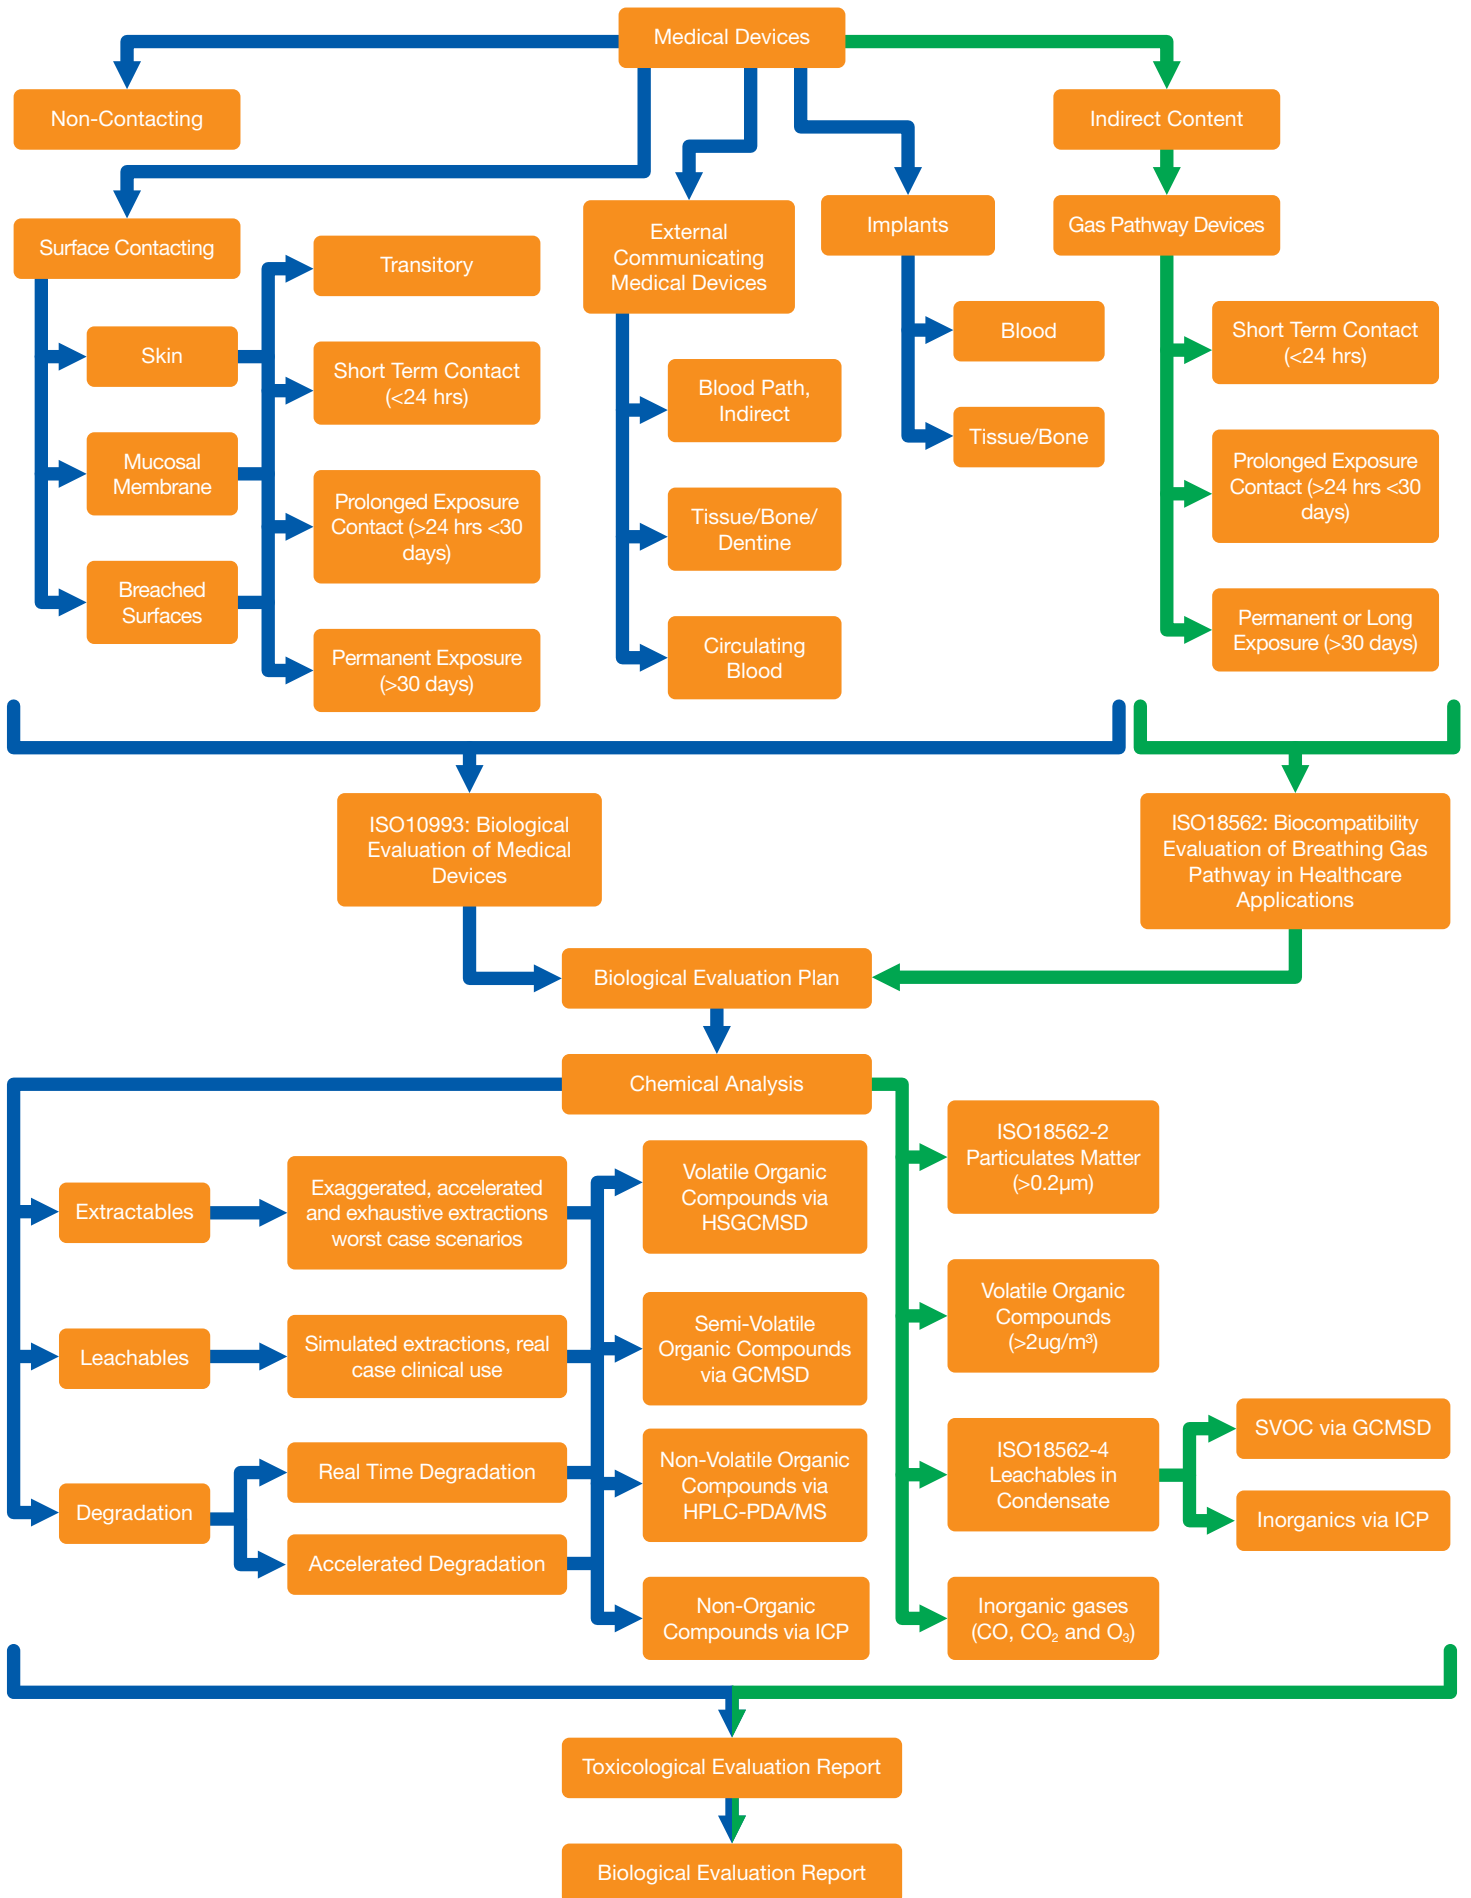 Medical Devices
Non-Contacting
Indirect Content
Surface Contacting
Transitory
External
Communicating
Medical Devices
Implants
Gas Pathway Devices
Skin
Short Term Contact
(<24 hrs)
Mucosal
Membrane
Prolonged Exposure
Contact (>24 hrs <30
days)
Breached
Surfaces
Permanent Exposure
(>30 days)
Blood Path,
Indirect
Tissue/Bone/
Dentine
Circulating
Blood
Blood
Tissue/Bone
Short Term Contact
(<24 hrs)
Prolonged Exposure
Contact (>24 hrs <30
days)
Permanent or Long
Exposure (>30 days)
ISO10993: Biological
Evaluation of Medical
Devices
ISO18562: Biocompatibility
Evaluation of Breathing Gas
Pathway in Healthcare
Applications
Biological Evaluation Plan
Chemical Analysis
Extractables
Exaggerated, accelerated
and exhaustive extractions
worst case scenarios
Leachables
Simulated extractions, real
case clinical use
Degradation
Real Time Degradation
Accelerated Degradation
Volatile Organic
Compounds via
HSGCMSD
Semi-Volatile
Organic Compounds
via GCMSD
Non-Volatile Organic
Compounds via
HPLC-PDA/MS
Non-Organic
Compounds via ICP
ISO18562-2
Particulates Matter
(>0.2µm)
Volatile Organic
Compounds
(>2ug/m³)
ISO18562-4
Leachables in
Condensate
SVOC via GCMSD
Inorganics via ICP
Inorganic gases
(CO, CO₂ and O₃)
Toxicological Evaluation Report
Biological Evaluation Report